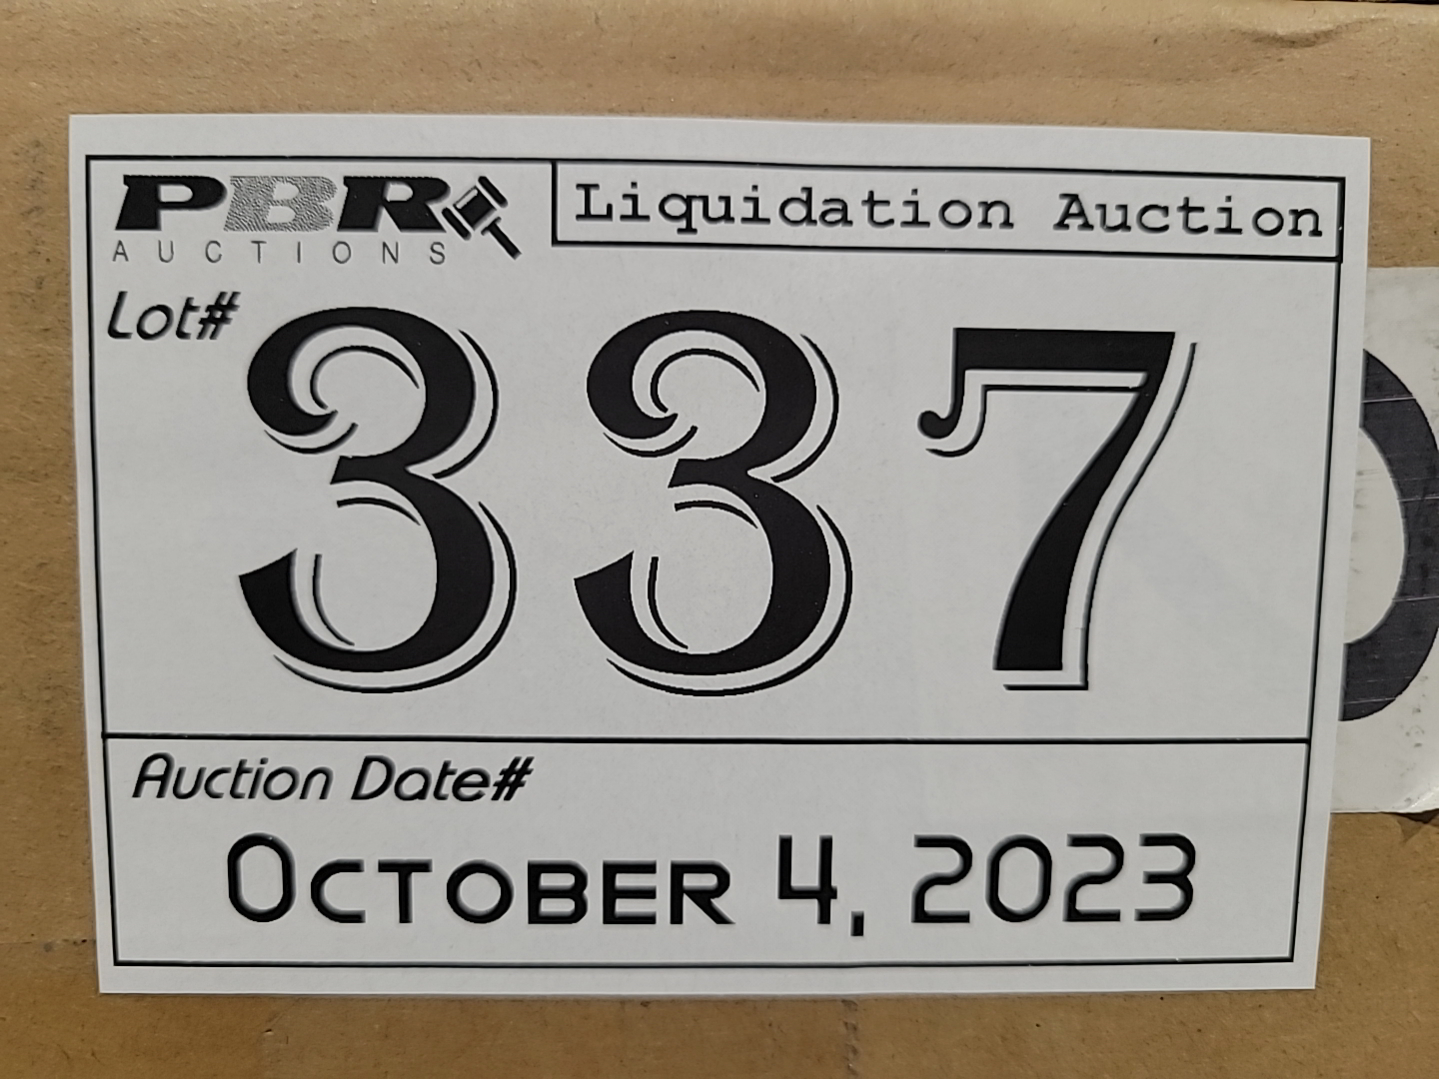 PBR
AUCTIONS
Liquidation Auction
Lot#
337
Auction Date#
OCTOBER 4, 2023